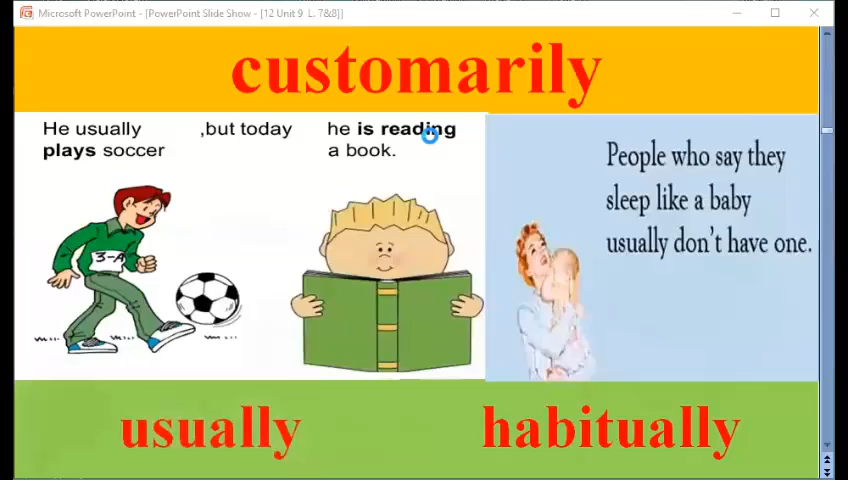 Microsoft PowerPoint - [PowerPoint Slide Show - [12 Unit 9 L. 7&8]]
customarily
He usually ,but today he is reading
plays soccer a book.
3-A
People who say they
sleep like a baby
usually don't have one.
usually habitually